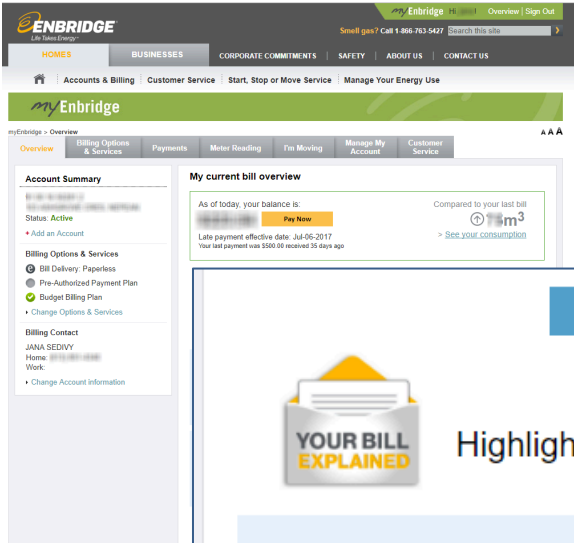 ENBRIDGE
Life Takes Energy
my Enbridge Hi ! Overview | Sign Out
Smell gas? Call 1-866-763-5427 Search this site
HOMES BUSINESSES CORPORATE COMMITMENTS | SAFETY | ABOUT US | CONTACT US
Accounts & Billing Customer Service Start, Stop or Move Service Manage Your Energy Use
my Enbridge
myEnbridge > Overview A A A
Overview Billing Options & Services Payments Meter Reading I'm Moving Manage My Account Customer Service
Account Summary
Status: Active
+ Add an Account
Billing Options & Services
e Bill Delivery: Paperless
Pre-Authorized Payment Plan
Budget Billing Plan
Change Options & Services
Billing Contact
JANA SEDIVY
Home:
Work:
Change Account information
My current bill overview
As of today, your balance is:
Pay Now
Late payment effective date: Jul-06-2017
Your last payment was $500.00 received 35 days ago
Compared to your last bill
m³
> See your consumption
YOUR BILL
EXPLAINED
Highligh